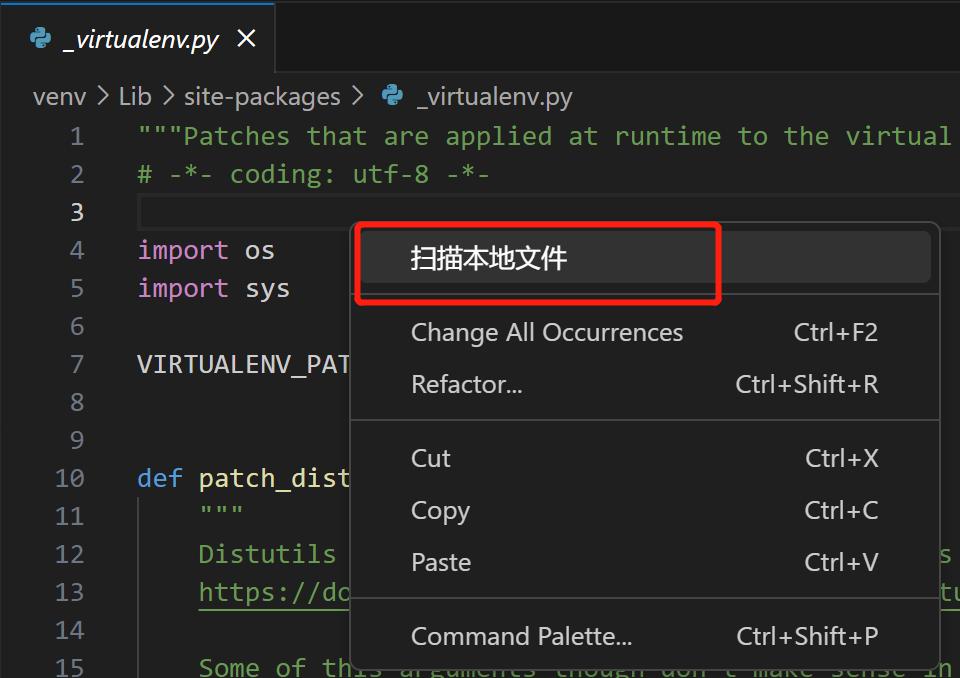 _virtualenv.py
venv > Lib > site-packages > _virtualenv.py
1 """Patches that are applied at runtime to the virtual
2 # -*- coding: utf-8 -*-
3
4 import os
5 import sys
6
7 VIRTUALENV_PAT
8
9
10 def patch_dist
11 """
12 Distutils
13 https://do
14
15 Some of this arguments though don't make sense in
扫描本地文件
Change All Occurrences Ctrl+F2
Refactor... Ctrl+Shift+R
Cut Ctrl+X
Copy Ctrl+C
Paste Ctrl+V
Command Palette... Ctrl+Shift+P